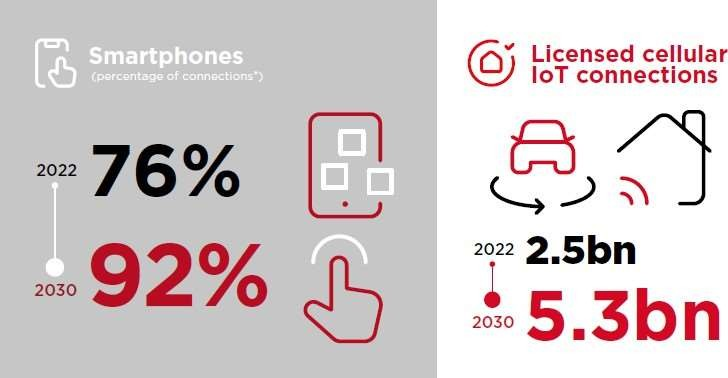 Smartphones
(percentage of connections*)
2022
76%
2030
92%
Licensed cellular
IoT connections
2022
2.5bn
2030
5.3bn